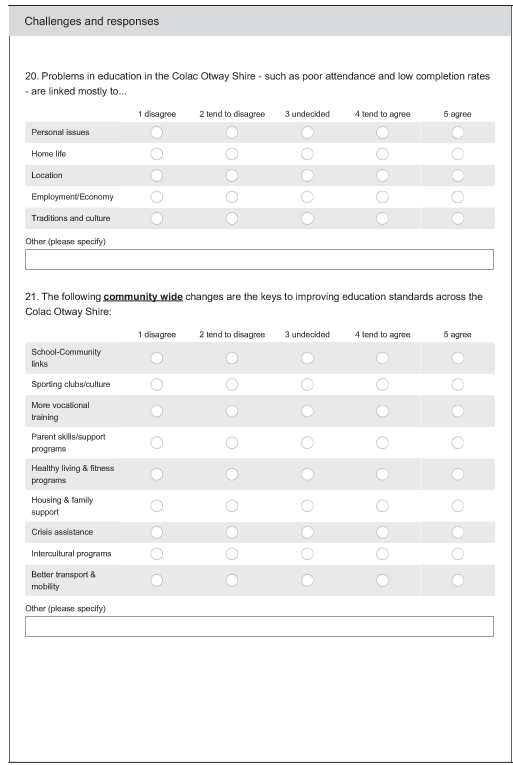 Challenges and responses
20. Problems in education in the Colac Otway Shire - such as poor attendance and low completion rates
- are linked mostly to...
1 disagree 2 tend to disagree 3 undecided 4 tend to agree 5 agree
Personal issues
Home life
Location
Employment/Economy
Traditions and culture
Other (please specify)
21. The following community wide changes are the keys to improving education standards across the
Colac Otway Shire:
1 disagree 2 tend to disagree 3 undecided 4 tend to agree 5 agree
School-Community
links
Sporting clubs/culture
More vocational
training
Parent skills/support
programs
Healthy living & fitness
programs
Housing & family
support
Crisis assistance
Intercultural programs
Better transport &
mobility
Other (please specify)